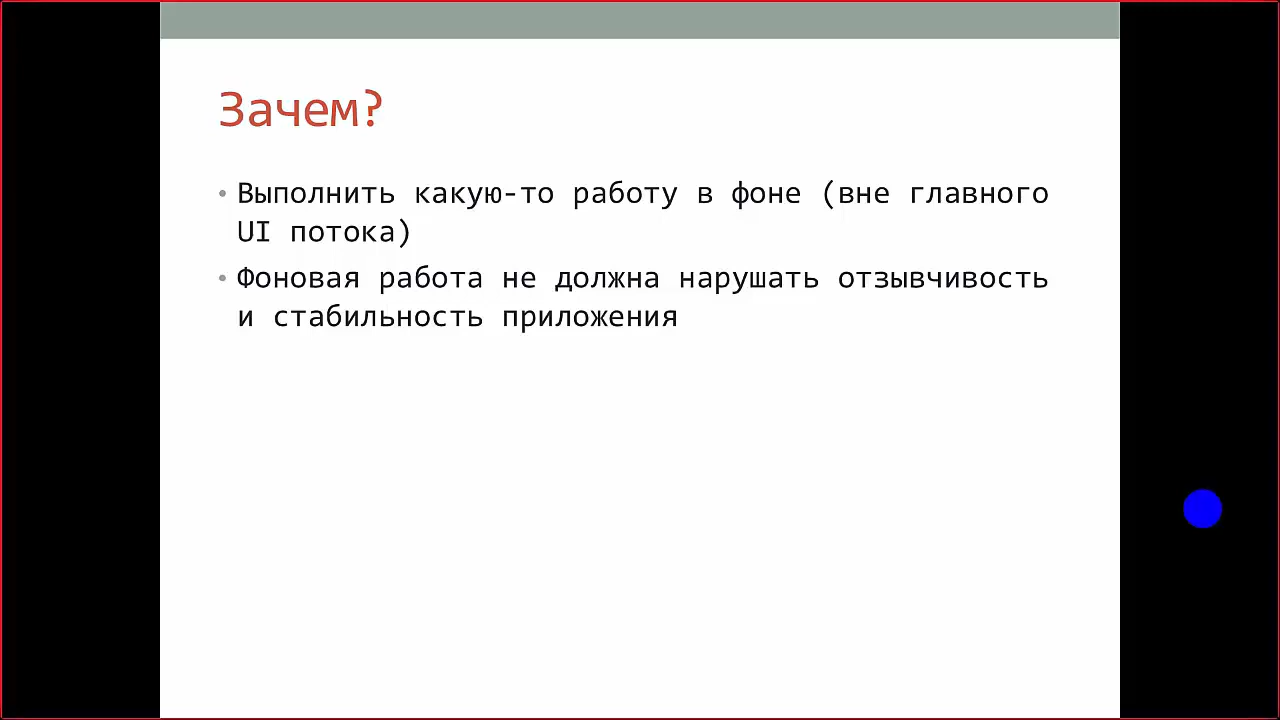 Зачем?
• Выполнить какую-то работу в фоне (вне главного
UI потока)
• Фоновая работа не должна нарушать отзывчивость
и стабильность приложения